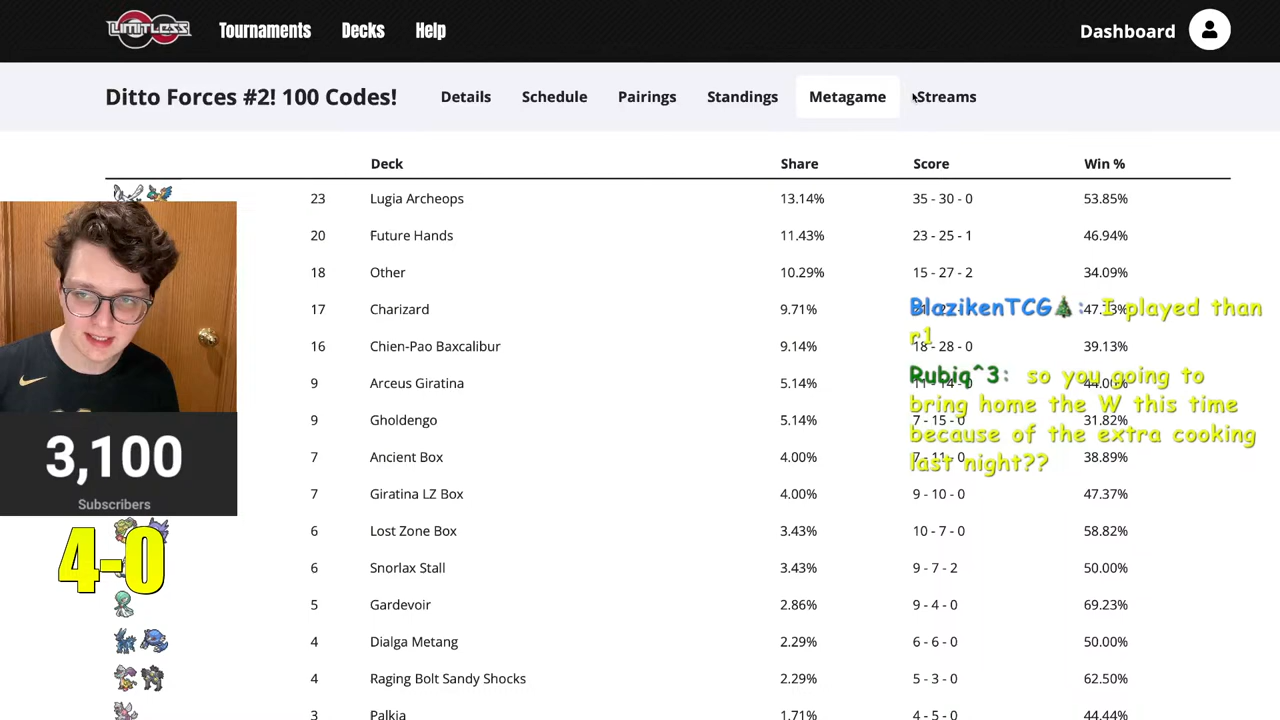 LIMITLESS Tournaments Decks Help Dashboard
Ditto Forces #2! 100 Codes! Details Schedule Pairings Standings Metagame Streams
Deck Share Score Win %
23 Lugia Archeops 13.14% 35 - 30 - 0 53.85%
20 Future Hands 11.43% 23 - 25 - 1 46.94%
18 Other 10.29% 15 - 27 - 2 34.09%
17 Charizard 9.71%
16 Chien-Pao Baxcalibur 9.14% 18 - 28 - 0 39.13%
9 Arceus Giratina 5.14% 11 - 14 - 0 44.00%
9 Gholdengo 5.14% 7 - 15 - 0 31.82%
7 Ancient Box 4.00% 7 - 11 - 0 38.89%
7 Giratina LZ Box 4.00% 9 - 10 - 0 47.37%
6 Lost Zone Box 3.43% 10 - 7 - 0 58.82%
6 Snorlax Stall 3.43% 9 - 7 - 2 50.00%
5 Gardevoir 2.86% 9 - 4 - 0 69.23%
4 Dialga Metang 2.29% 6 - 6 - 0 50.00%
4 Raging Bolt Sandy Shocks 2.29% 5 - 3 - 0 62.50%
3 Palkia 1.71% 4 - 5 - 0 44.44%
BlazikenTCG🎄: I played than
r1
Rubiq^3: so you going to
bring home the W this time
because of the extra cooking
last night??
3,100
Subscribers
4-0